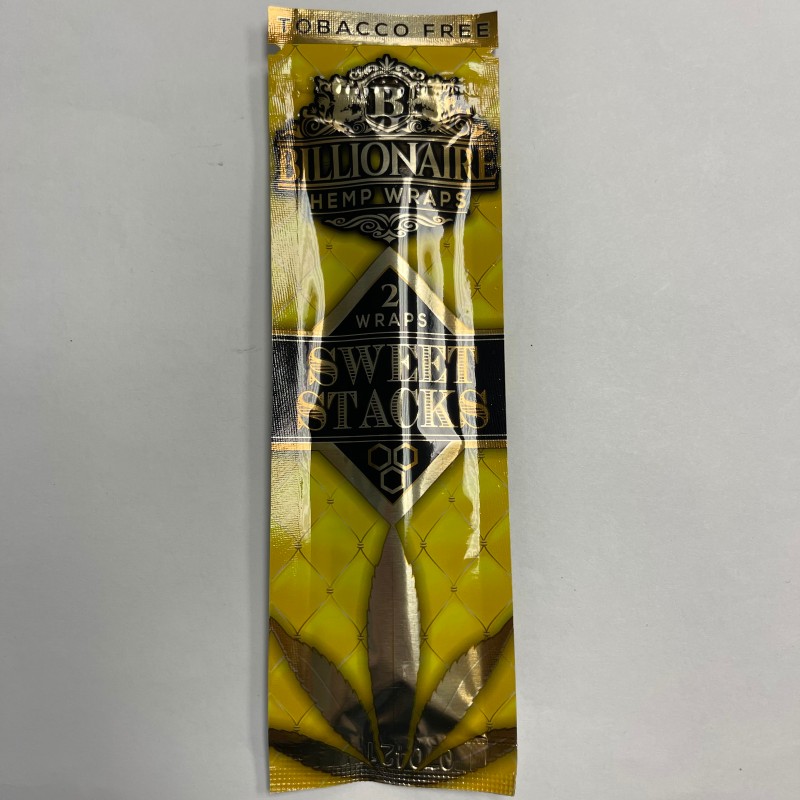 TOBACCO FREE
B
BILLIONAIRE
HEMP WRAPS
2
WRAPS
SWEET
STACKS